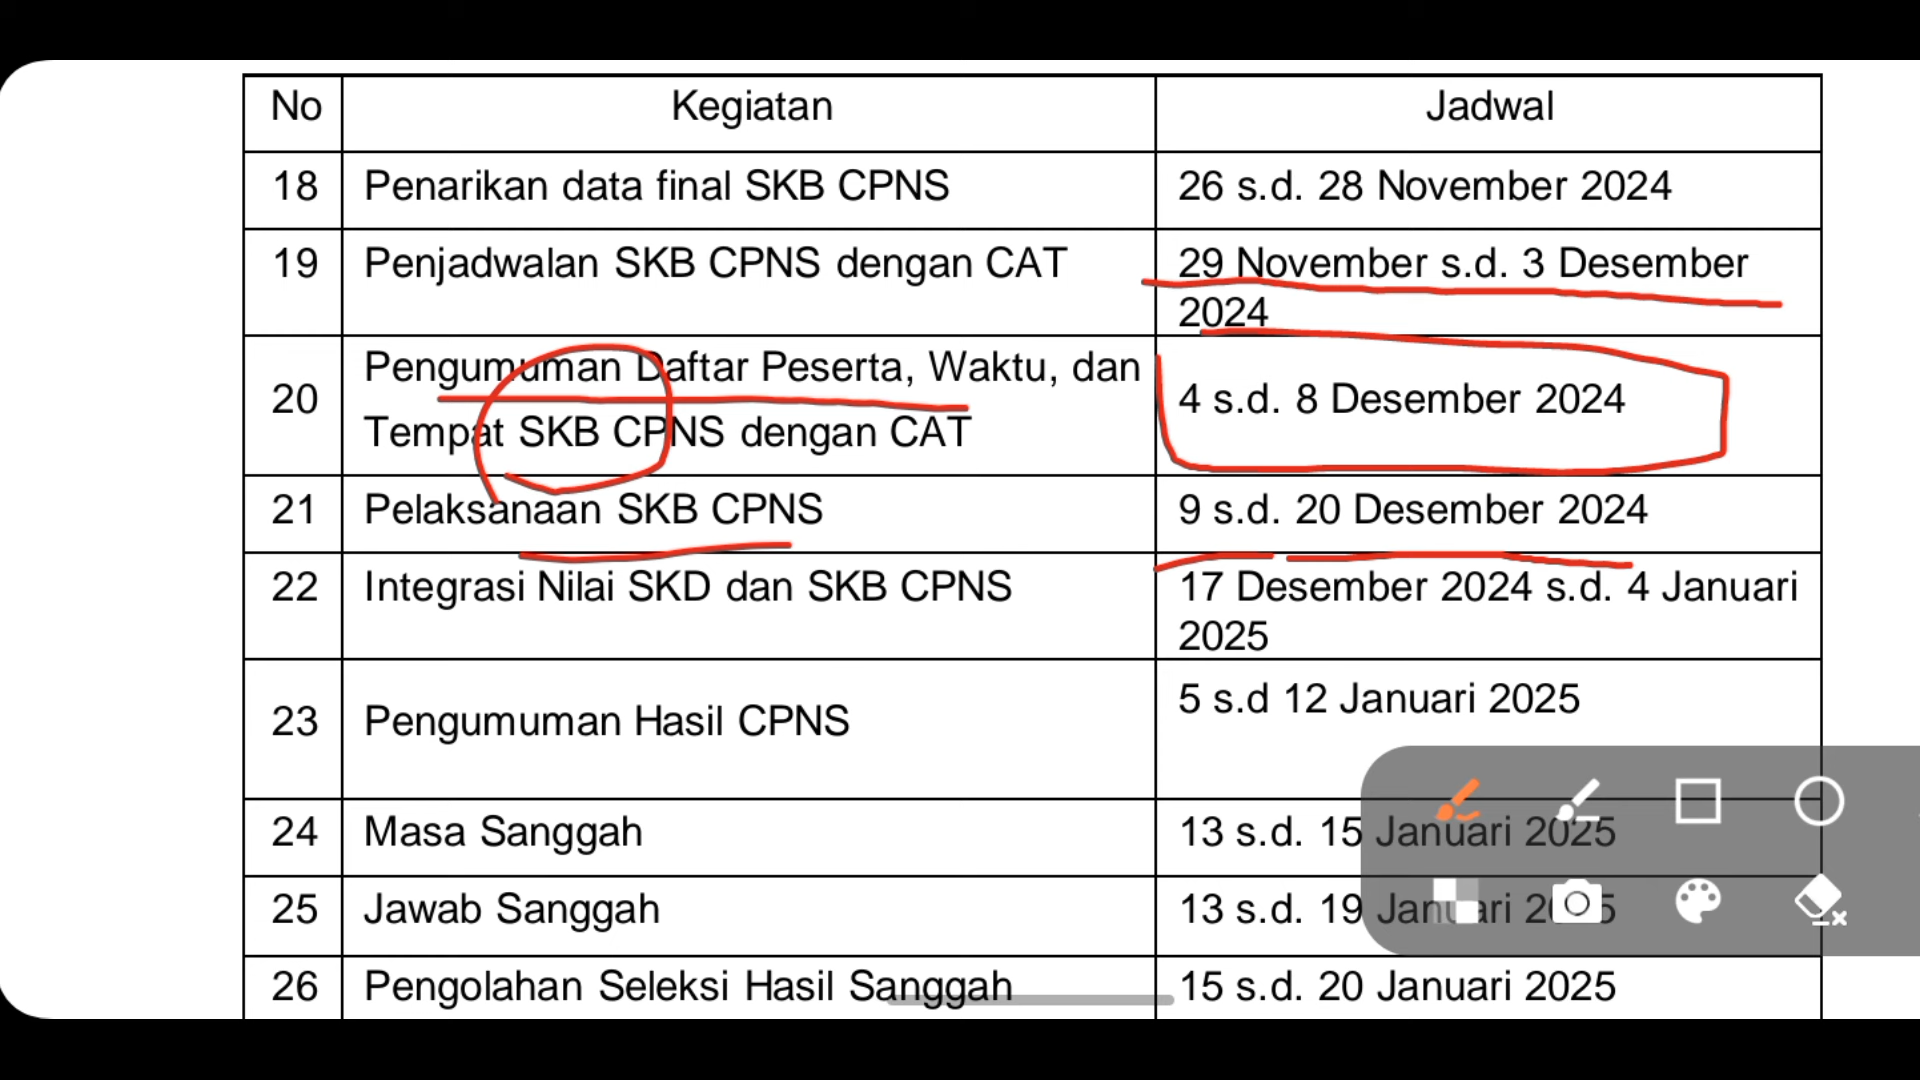 No Kegiatan Jadwal
18 Penarikan data final SKB CPNS 26 s.d. 28 November 2024
19 Penjadwalan SKB CPNS dengan CAT 29 November s.d. 3 Desember
2024
Pengumuman Daftar Peserta, Waktu, dan
20 4 s.d. 8 Desember 2024
Tempat SKB CPNS dengan CAT
21 Pelaksanaan SKB CPNS 9 s.d. 20 Desember 2024
22 Integrasi Nilai SKD dan SKB CPNS 17 Desember 2024 s.d. 4 Januari
2025
23 Pengumuman Hasil CPNS 5 s.d 12 Januari 2025
24 Masa Sanggah 13 s.d. 15 Januari 2025
25 Jawab Sanggah 13 s.d. 19 Januari 2025
26 Pengolahan Seleksi Hasil Sanggah 15 s.d. 20 Januari 2025